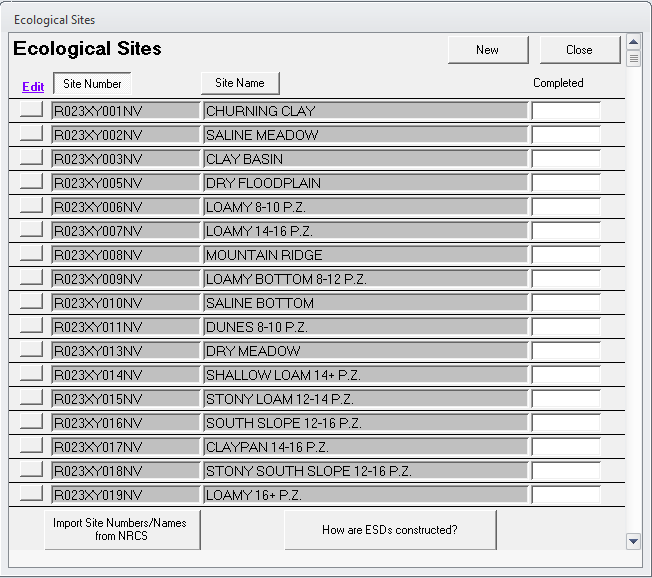 Ecological Sites
Ecological Sites New Close
Edit Site Number Site Name Completed
R023XY001NV CHURNING CLAY
R023XY002NV SALINE MEADOW
R023XY003NV CLAY BASIN
R023XY005NV DRY FLOODPLAIN
R023XY006NV LOAMY 8-10 P.Z.
R023XY007NV LOAMY 14-16 P.Z.
R023XY008NV MOUNTAIN RIDGE
R023XY009NV LOAMY BOTTOM 8-12 P.Z.
R023XY010NV SALINE BOTTOM
R023XY011NV DUNES 8-10 P.Z.
R023XY013NV DRY MEADOW
R023XY014NV SHALLOW LOAM 14+ P.Z.
R023XY015NV STONY LOAM 12-14 P.Z.
R023XY016NV SOUTH SLOPE 12-16 P.Z.
R023XY017NV CLAYPAN 14-16 P.Z.
R023XY018NV STONY SOUTH SLOPE 12-16 P.Z.
R023XY019NV LOAMY 16+ P.Z.
Import Site Numbers/Names
from NRCS
How are ESDs constructed?